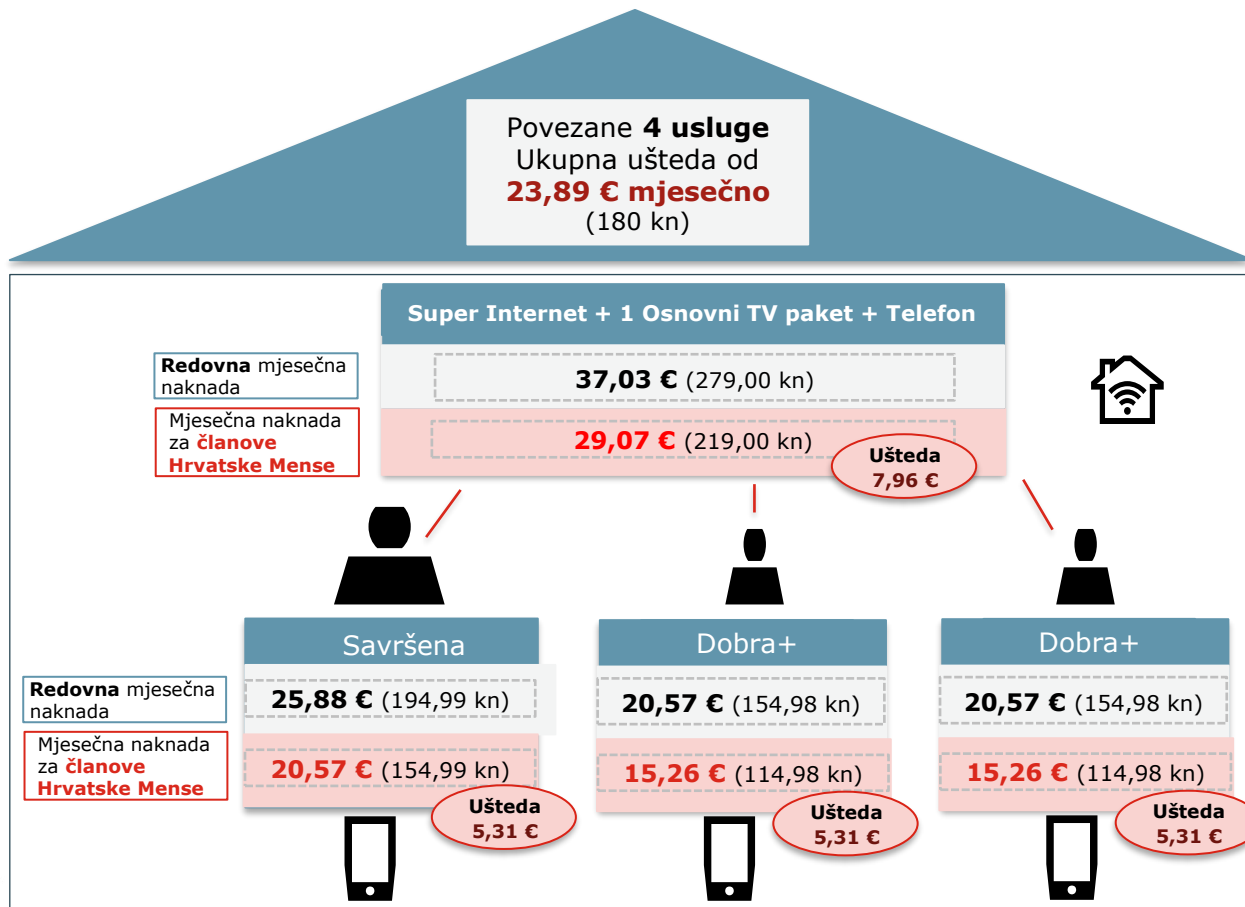 Povezane 4 usluge
Ukupna ušteda od
23,89 € mjesečno
(180 kn)
Super Internet + 1 Osnovni TV paket + Telefon
Redovna mjesečna
naknada
37,03 € (279,00 kn)
Mjesečna naknada
za članove
Hrvatske Mense
29,07 € (219,00 kn)
Ušteda
7,96 €
Savršena
Dobra+
Dobra+
Redovna mjesečna
naknada
25,88 € (194,99 kn)
20,57 € (154,98 kn)
20,57 € (154,98 kn)
Mjesečna naknada
za članove
Hrvatske Mense
20,57 € (154,99 kn)
15,26 € (114,98 kn)
15,26 € (114,98 kn)
Ušteda
5,31 €
Ušteda
5,31 €
Ušteda
5,31 €